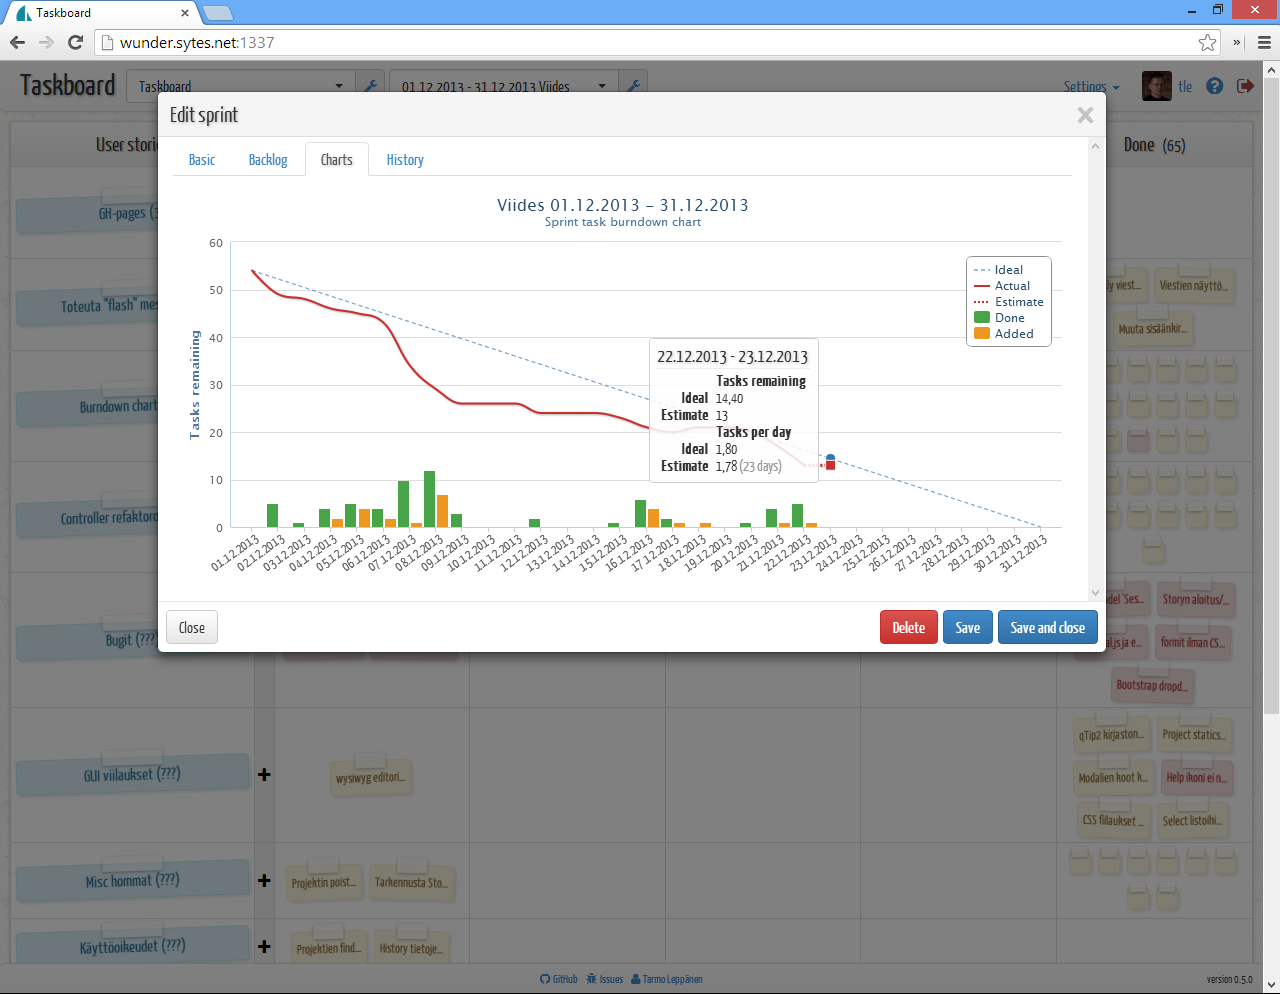 Taskboard
wunder.sytes.net:1337
Taskboard
Taskboard
01.12.2013 - 31.12.2013 Viides
Settings
tle
Edit sprint
Basic
Backlog
Charts
History
User stori
Done (65)
Viides 01.12.2013 – 31.12.2013
Sprint task burndown chart
Tasks remaining
60
50
40
30
20
10
0
Ideal
Actual
Estimate
Done
Added
22.12.2013 - 23.12.2013
Tasks remaining
Ideal 14,40
Estimate 13
Tasks per day
Ideal 1,80
Estimate 1,78 (23 days)
01.12.2013
02.12.2013
03.12.2013
04.12.2013
05.12.2013
06.12.2013
07.12.2013
08.12.2013
09.12.2013
10.12.2013
11.12.2013
12.12.2013
13.12.2013
14.12.2013
15.12.2013
16.12.2013
17.12.2013
18.12.2013
19.12.2013
20.12.2013
21.12.2013
22.12.2013
23.12.2013
24.12.2013
25.12.2013
26.12.2013
27.12.2013
28.12.2013
29.12.2013
30.12.2013
31.12.2013
Close
Delete
Save
Save and close
GH-pages (
Toteuta "flash" mes
Burndown chart
Controller refaktoro
Bugit (???)
GUI viilaukset (???)
Misc hommat (???)
Käyttöoikeudet (???)
wysiwyg editori...
Projektin poist...
Tarkennusta Sto...
Projektien find...
History tietoje...
ly viest...
Viestien näyttö...
Muuta sisäänkir...
del 'Ses...
Storyn aloitus/...
al.js ja e...
formit ilman CS...
Bootstrap dropd...
qTip2 kirjaston...
Project statics...
Modalien koot k...
Help ikoni ei n...
CSS fiilaukset ...
Select listoihi...
GitHub
Issues
Tarmo Leppänen
version 0.5.0